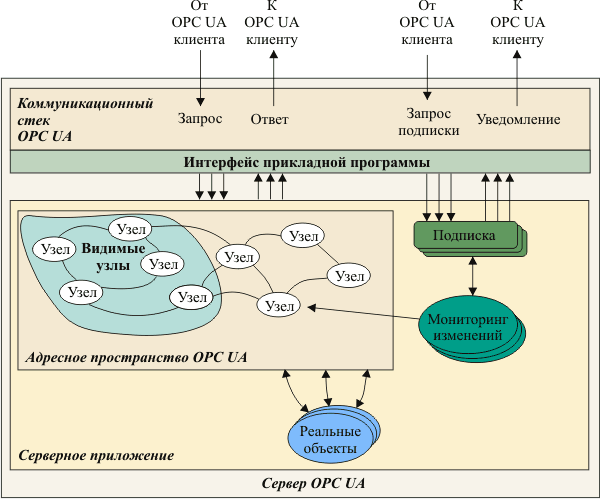 От
OPC UA
клиента
К
OPC UA
клиенту
От
OPC UA
клиента
К
OPC UA
клиенту
Коммуникационный
стек
OPC UA
Запрос
Ответ
Запрос
подписки
Уведомление
Интерфейс прикладной программы
Узел
Узел
Видимые
узлы
Узел
Узел
Узел
Узел
Узел
Узел
Узел
Подписка
Мониторинг
изменений
Адресное пространство OPC UA
Реальные
объекты
Серверное приложение
Сервер OPC UA